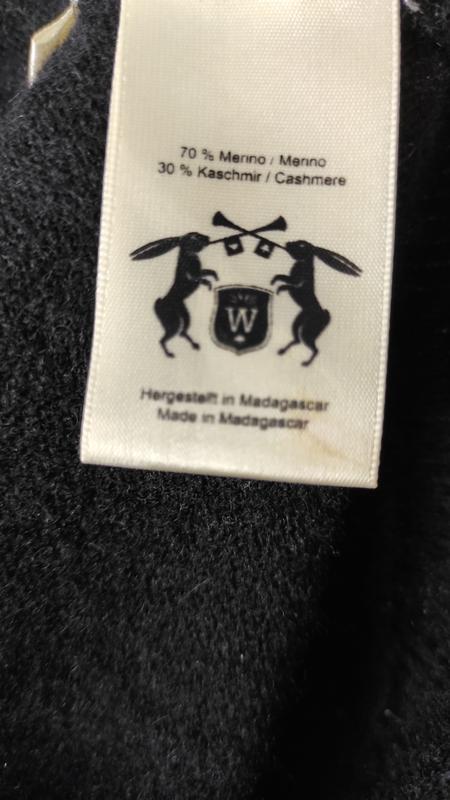 70 % Merino / Merino
30 % Kaschmir / Cashmere
W
Hergestellt in Madagascar
Made in Madagascar